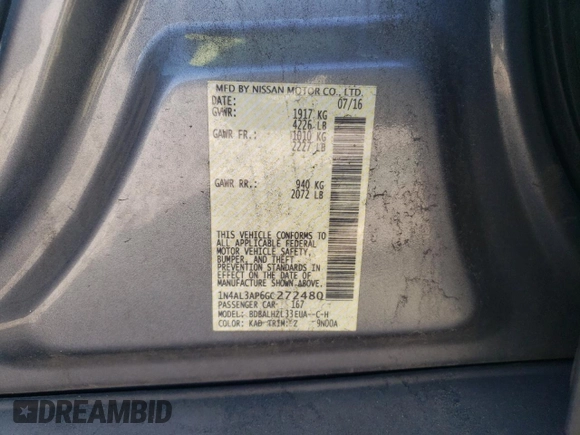 MFD BY NISSAN MOTOR CO., LTD.
DATE: 07/16
GVWR: 1917 KG
4226 LB
GAWR FR.: 1010 KG
2227 LB
GAWR RR.: 940 KG
2072 LB
THIS VEHICLE CONFORMS TO
ALL APPLICABLE FEDERAL
MOTOR VEHICLE SAFETY,
BUMPER, AND THEFT
PREVENTION STANDARDS
IN EFFECT ON THE DATE OF
MANUFACTURE SHOWN ABOVE.
1N4AL3AP6GC272480
PASSENGER CAR 167
MODEL: C-H
COLOR: KAD TRIM: Z 9N00A
DREAMBID